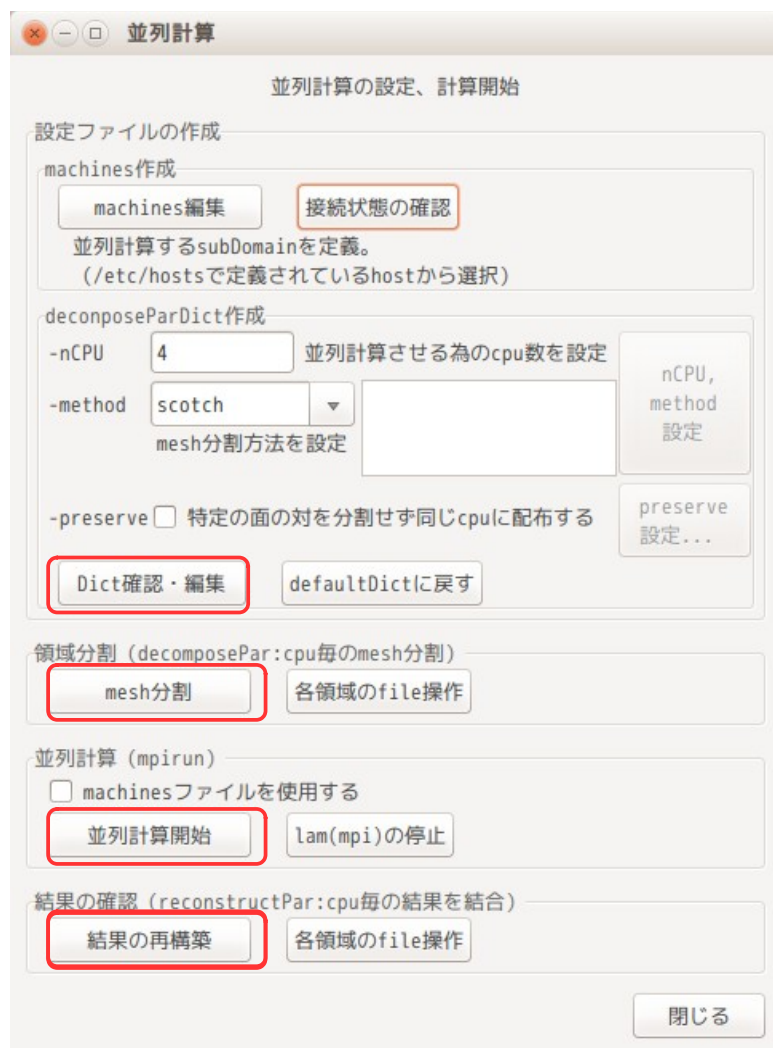 並列計算
並列計算の設定、計算開始
設定ファイルの作成
machines作成
machines編集 接続状態の確認
並列計算するsubDomainを定義。
(/etc/hostsで定義されているhostから選択)
deconposeParDict作成
-nCPU 4 並列計算させる為のcpu数を設定
nCPU,
method
設定
-method scotch
mesh分割方法を設定
-preserve 特定の面の対を分割せず同じcpuに配布する
preserve
設定...
Dict確認・編集 defaultDictに戻す
領域分割 (decomposePar:cpu毎のmesh分割)
mesh分割 各領域のfile操作
並列計算 (mpirun)
machinesファイルを使用する
並列計算開始 lam(mpi)の停止
結果の確認 (reconstructPar:cpu毎の結果を結合)
結果の再構築 各領域のfile操作
閉じる